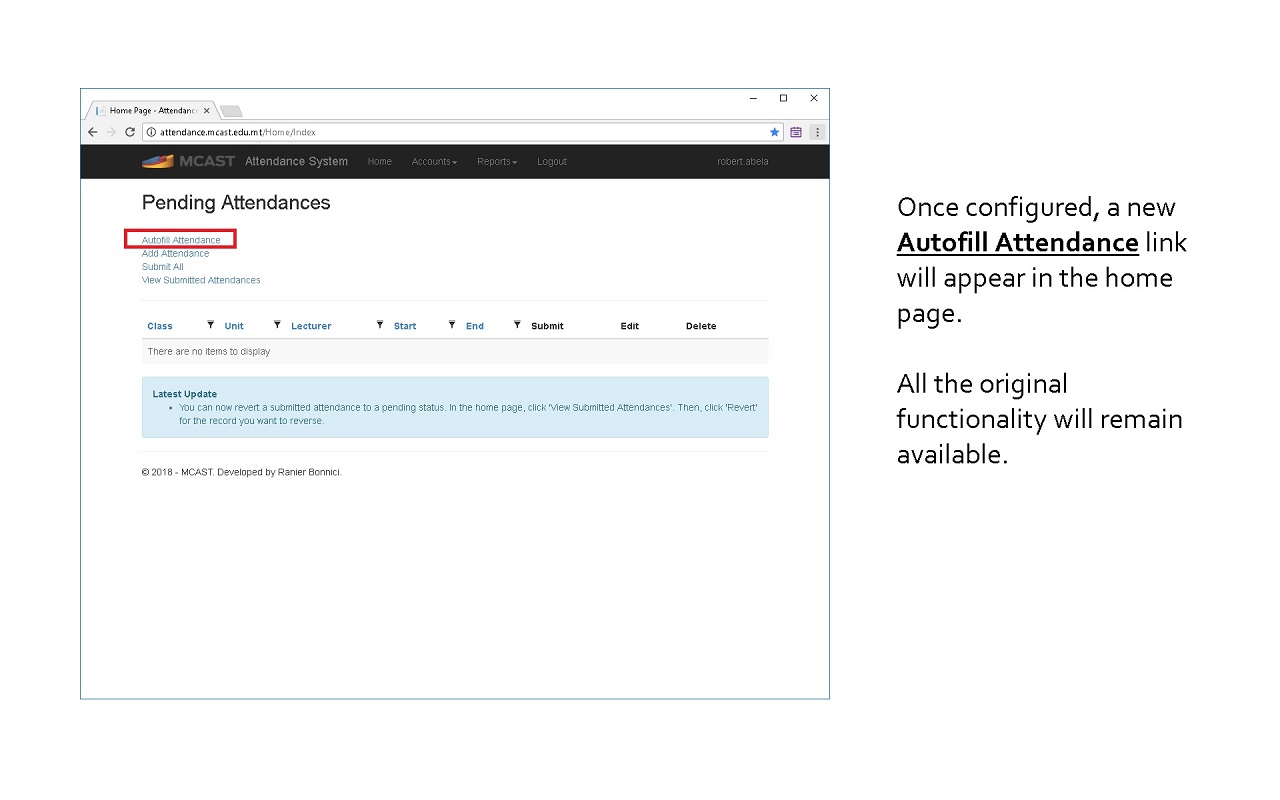 Home Page - Attendanc
attendance.mcast.edu.mt/Home/Index
MCAST Attendance System Home Accounts Reports Logout robert.abela
Pending Attendances
Autofill Attendance
Add Attendance
Submit All
View Submitted Attendances
Class Unit Lecturer Start End Submit Edit Delete
There are no items to display
Latest Update
• You can now revert a submitted attendance to a pending status. In the home page, click 'View Submitted Attendances'. Then, click 'Revert'
for the record you want to reverse.
© 2018 - MCAST. Developed by Ranier Bonnici.
Once configured, a new
Autofill Attendance link
will appear in the home
page.
All the original
functionality will remain
available.